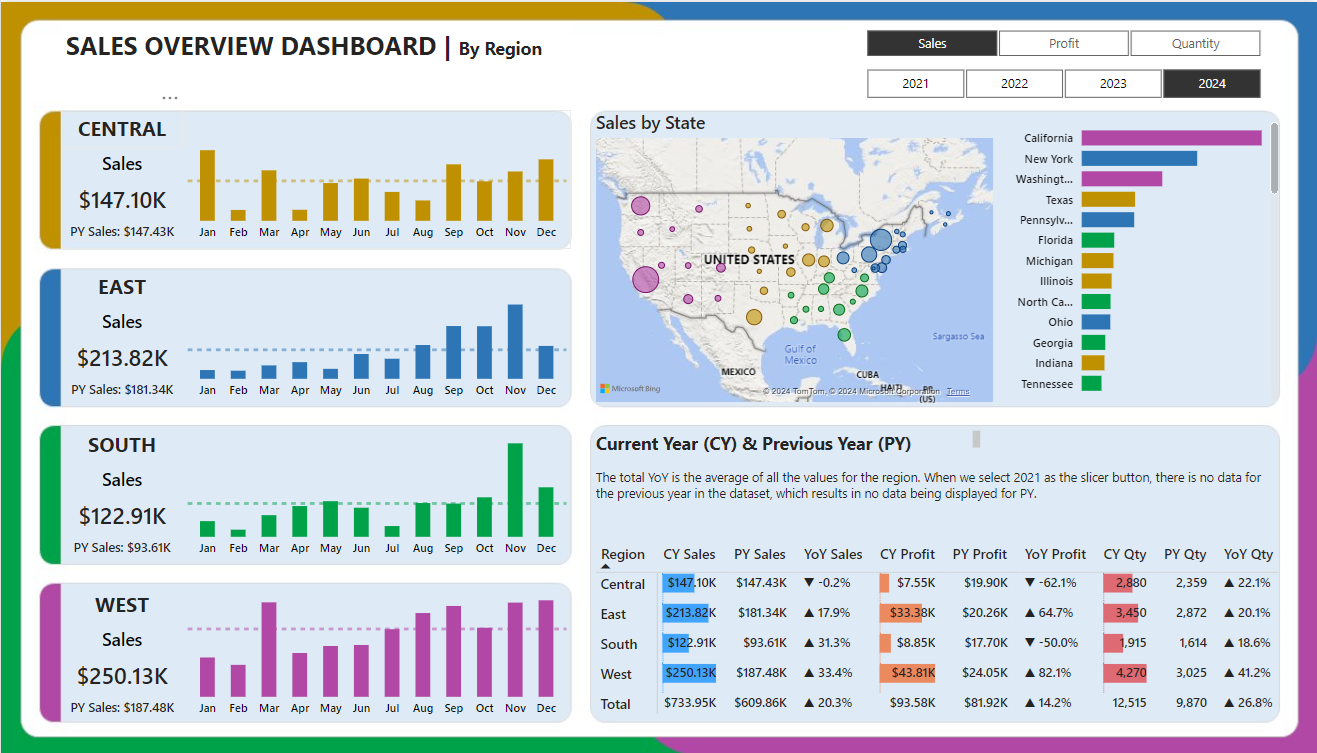 SALES OVERVIEW DASHBOARD | By Region
Sales Profit Quantity
2021 2022 2023 2024
...
CENTRAL
Sales
$147.10K
PY Sales: $147.43K
Jan Feb Mar Apr May Jun Jul Aug Sep Oct Nov Dec
EAST
Sales
$213.82K
PY Sales: $181.34K
Jan Feb Mar Apr May Jun Jul Aug Sep Oct Nov Dec
SOUTH
Sales
$122.91K
PY Sales: $93.61K
Jan Feb Mar Apr May Jun Jul Aug Sep Oct Nov Dec
WEST
Sales
$250.13K
PY Sales: $187.48K
Jan Feb Mar Apr May Jun Jul Aug Sep Oct Nov Dec
Sales by State
UNITED STATES
Sargasso Sea
Gulf of
Mexico
MEXICO
CUBA
HAITI
PR
(US)
Microsoft Bing
© 2024 TomTom, © 2024 Microsoft Corporation Terms
California
New York
Washingt...
Texas
Pennsylv...
Florida
Michigan
Illinois
North Ca...
Ohio
Georgia
Indiana
Tennessee
Current Year (CY) & Previous Year (PY)
The total YoY is the average of all the values for the region. When we select 2021 as the slicer button, there is no data for
the previous year in the dataset, which results in no data being displayed for PY.
Region CY Sales PY Sales YoY Sales CY Profit PY Profit YoY Profit CY Qty PY Qty YoY Qty
Central $147.10K $147.43K ▼ -0.2% $7.55K $19.90K ▼ -62.1% 2,880 2,359 ▲ 22.1%
East $213.82K $181.34K ▲ 17.9% $33.38K $20.26K ▲ 64.7% 3,450 2,872 ▲ 20.1%
South $122.91K $93.61K ▲ 31.3% $8.85K $17.70K ▼ -50.0% 1,915 1,614 ▲ 18.6%
West $250.13K $187.48K ▲ 33.4% $43.81K $24.05K ▲ 82.1% 4,270 3,025 ▲ 41.2%
Total $733.95K $609.86K ▲ 20.3% $93.58K $81.92K ▲ 14.2% 12,515 9,870 ▲ 26.8%